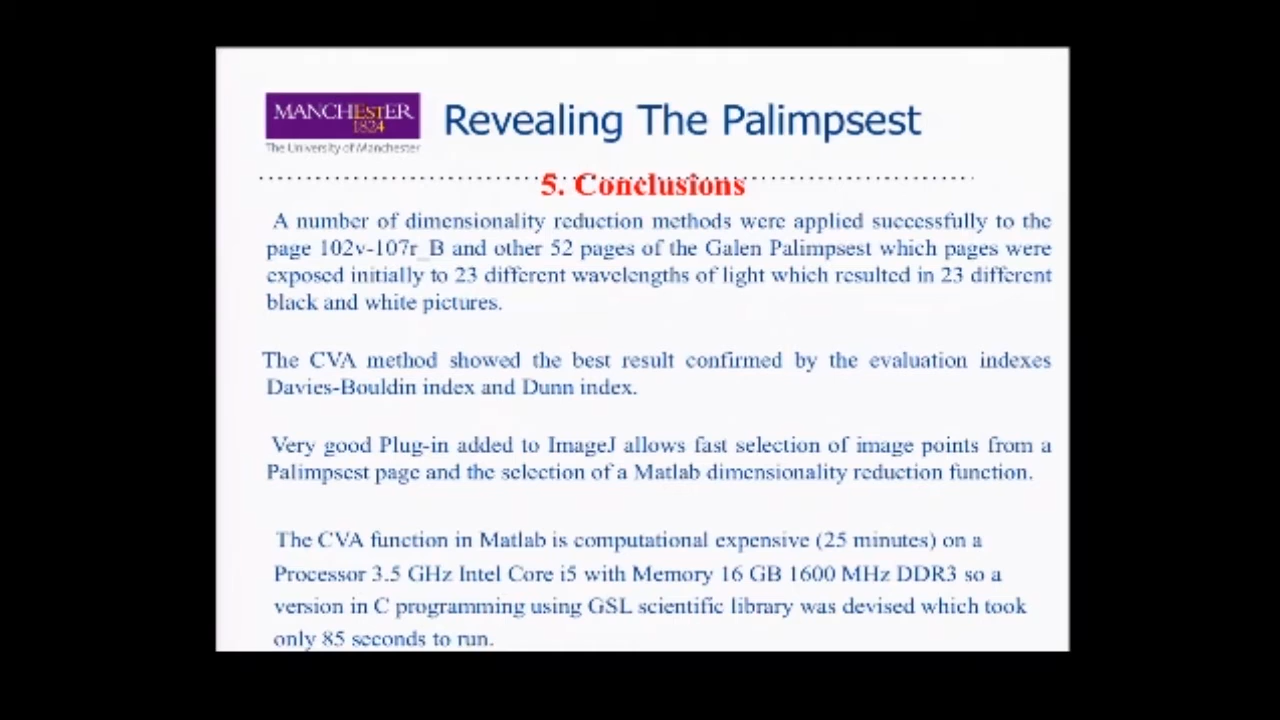 MANCHESTER
1824
The University of Manchester
Revealing The Palimpsest
5. Conclusions
A number of dimensionality reduction methods were applied successfully to the
page 102v-107r_B and other 52 pages of the Galen Palimpsest which pages were
exposed initially to 23 different wavelengths of light which resulted in 23 different
black and white pictures.
The CVA method showed the best result confirmed by the evaluation indexes
Davies-Bouldin index and Dunn index.
Very good Plug-in added to ImageJ allows fast selection of image points from a
Palimpsest page and the selection of a Matlab dimensionality reduction function.
The CVA function in Matlab is computational expensive (25 minutes) on a
Processor 3.5 GHz Intel Core i5 with Memory 16 GB 1600 MHz DDR3 so a
version in C programming using GSL scientific library was devised which took
only 85 seconds to run.